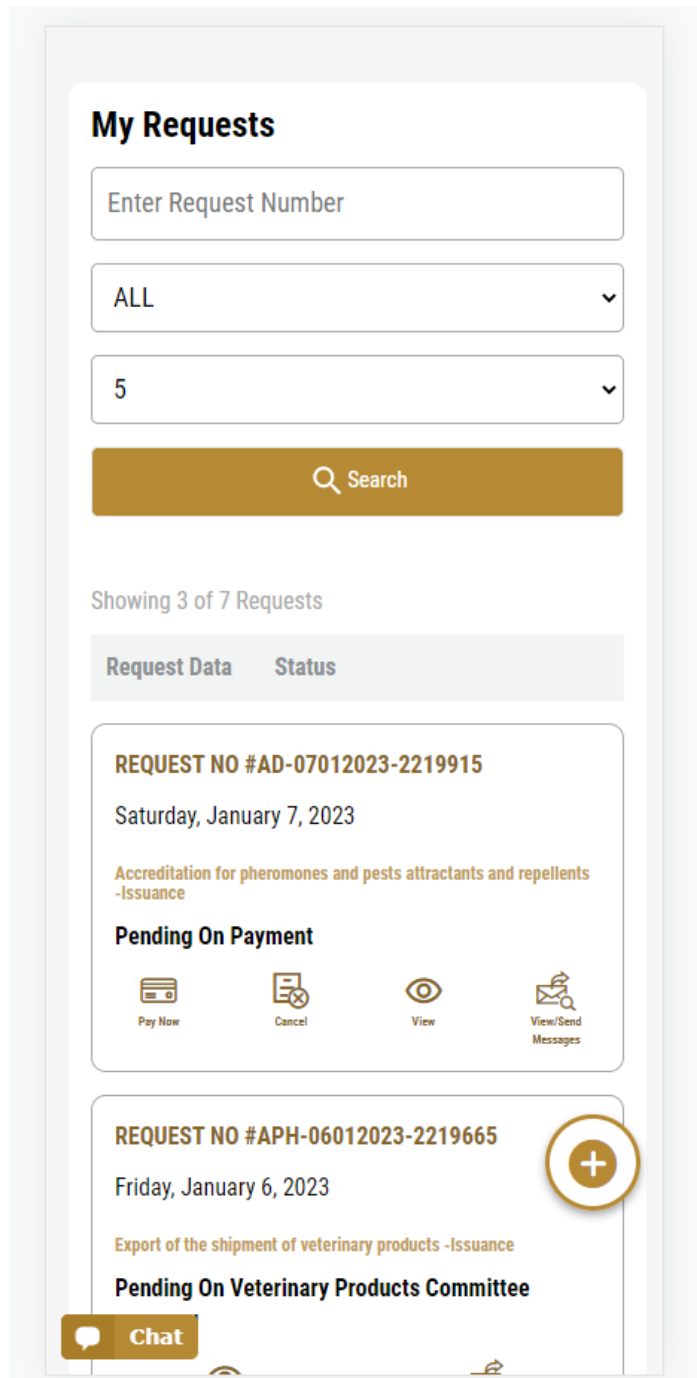 My Requests
Enter Request Number
ALL
5
Search
Showing 3 of 7 Requests
Request Data Status
REQUEST NO #AD-07012023-2219915
Saturday, January 7, 2023
Accreditation for pheromones and pests attractants and repellents
-Issuance
Pending On Payment
Pay Now Cancel View View/Send
Messages
REQUEST NO #APH-06012023-2219665
Friday, January 6, 2023
Export of the shipment of veterinary products -Issuance
Pending On Veterinary Products Committee
Chat